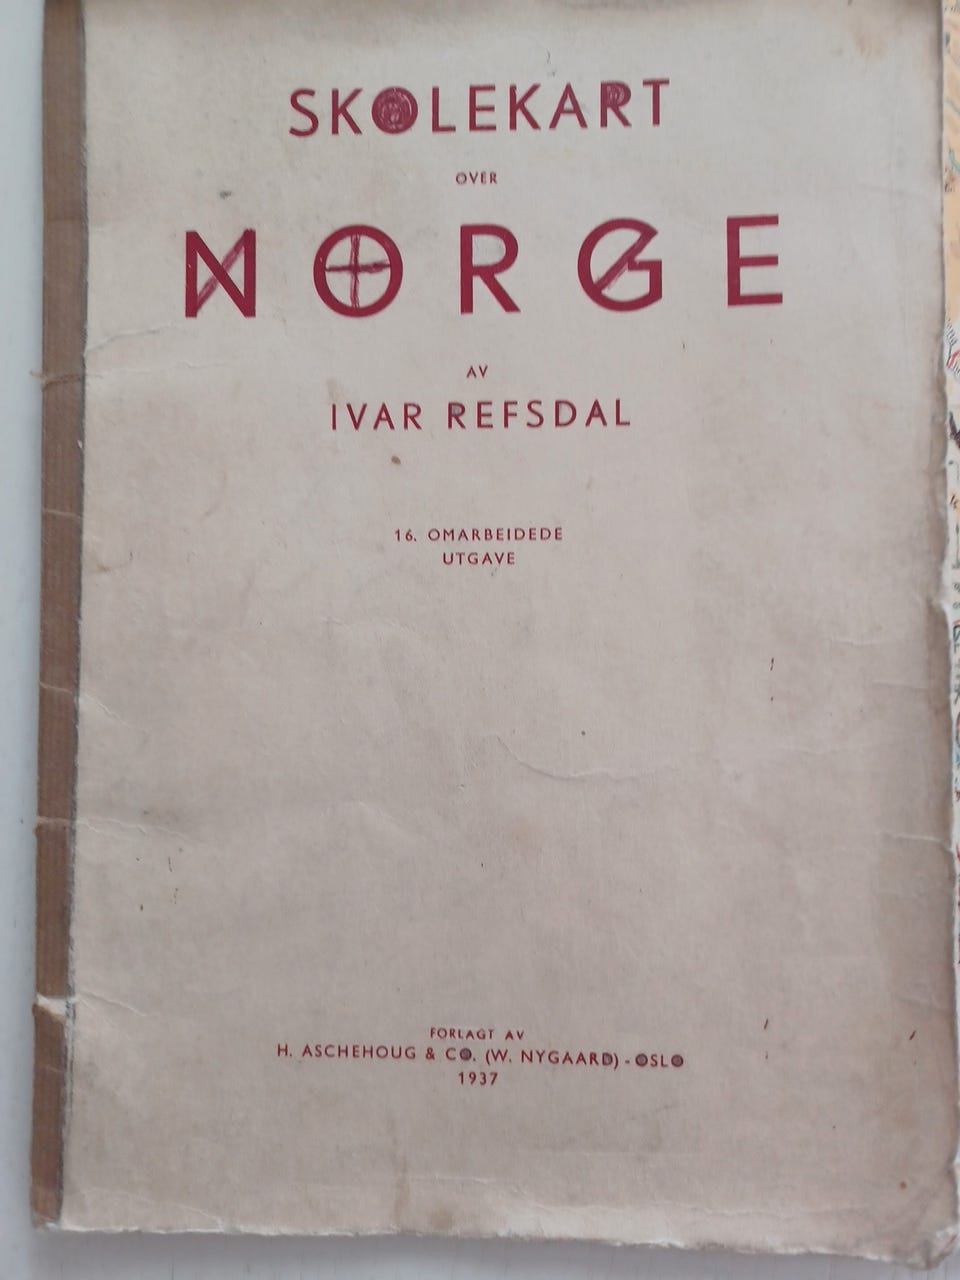 SKOLEKART
OVER
NORGE
AV
IVAR REFSDAL
16. OMARBEIDEDE
UTGAVE
FORLAGT AV
H. ASCHEHOUG & CO. (W. NYGAARD) - OSLO
1937